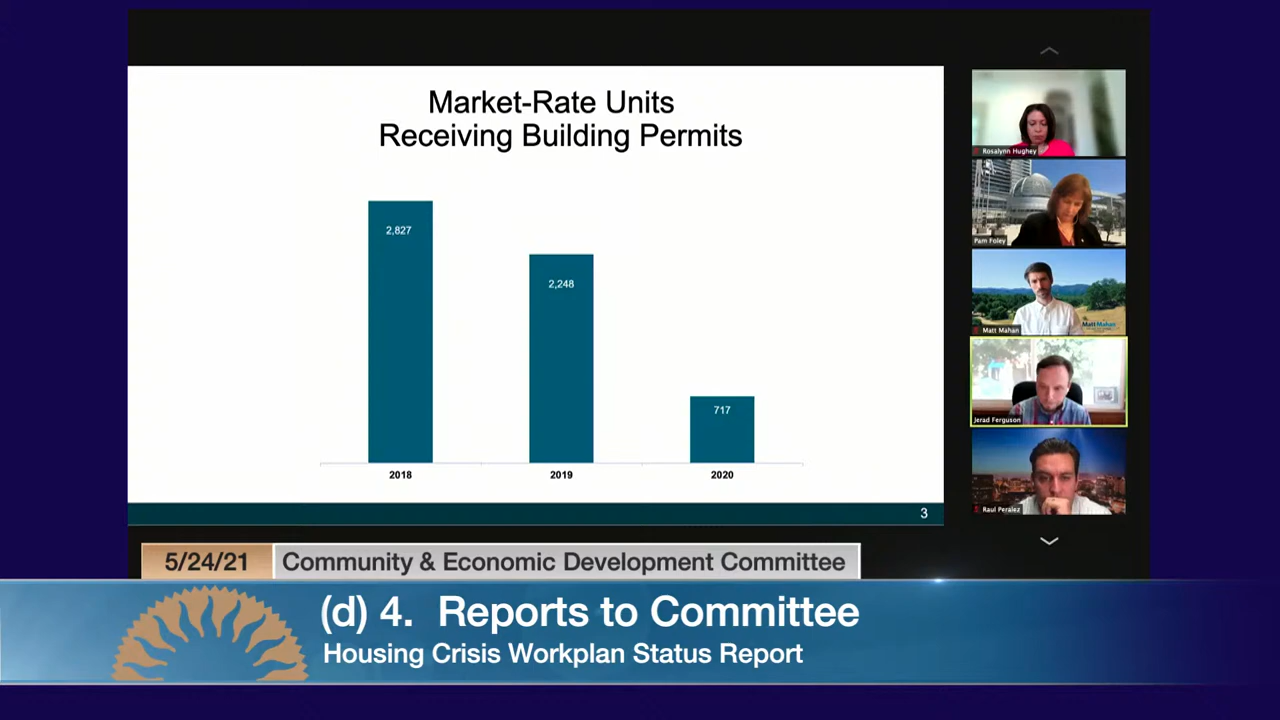 Market-Rate Units
Receiving Building Permits
2,827
2,248
717
2018
2019
2020
3
Rosalynn Hughey
Pam Foley
Matt Mahan
Matt Mahan
Jerad Ferguson
Raul Peralez
5/24/21
Community & Economic Development Committee
(d) 4. Reports to Committee
Housing Crisis Workplan Status Report